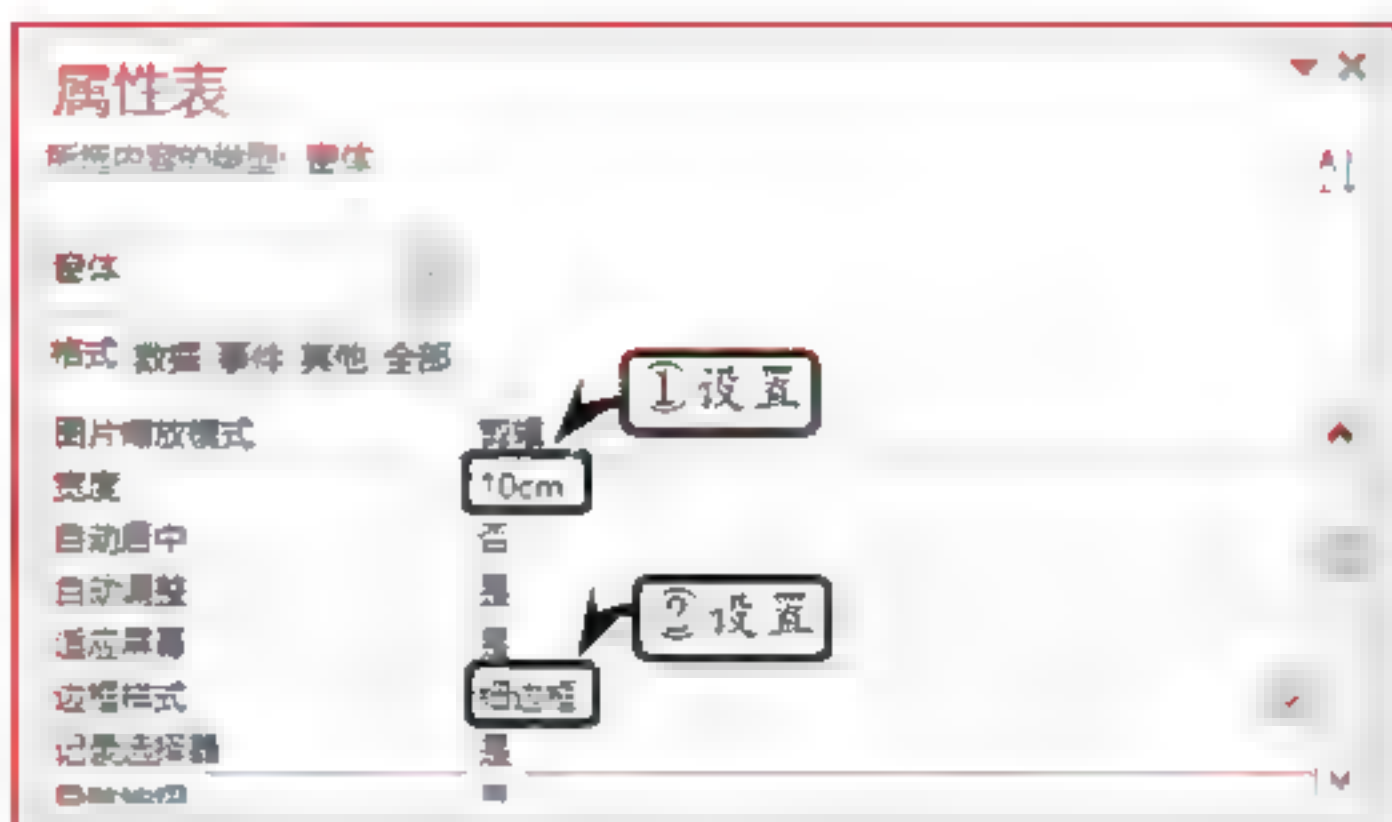 属性表
所选内容的类型: 窗体
窗体
格式 数据 事件 其他 全部
①设置
图片缩放模式
宽度 10cm
自动居中 否
自动调整 是
②设置
适应屏幕 是
边框样式 细边框
记录选择器 是